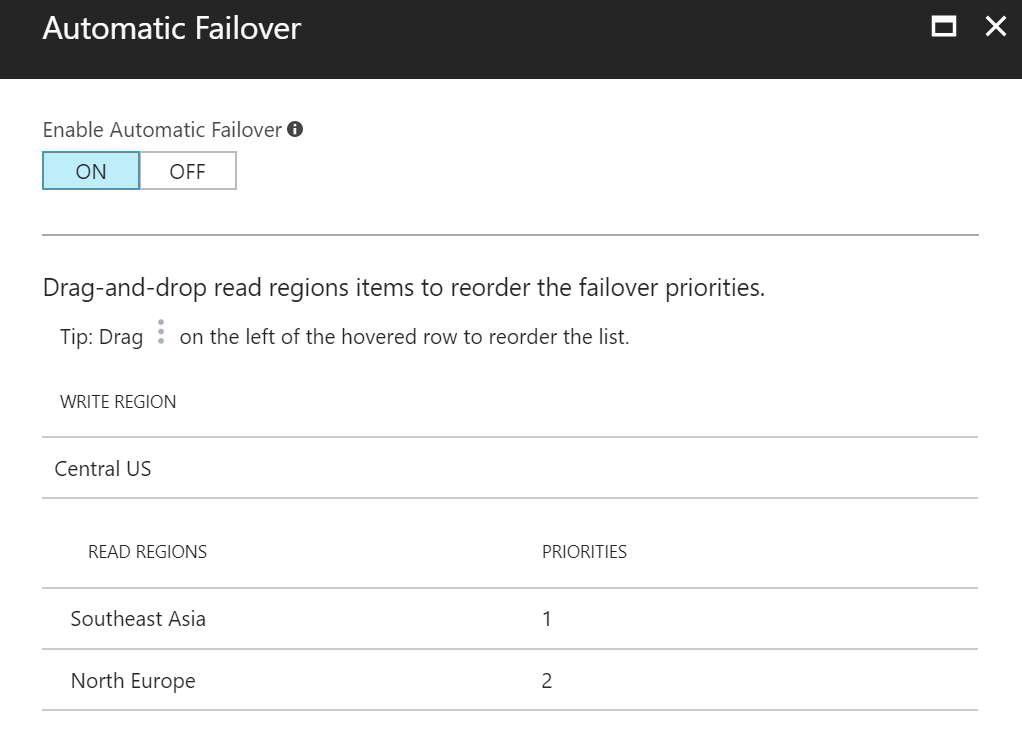 Automatic Failover
Enable Automatic Failover
ON OFF
Drag-and-drop read regions items to reorder the failover priorities.
Tip: Drag on the left of the hovered row to reorder the list.
WRITE REGION
Central US
READ REGIONS PRIORITIES
Southeast Asia 1
North Europe 2